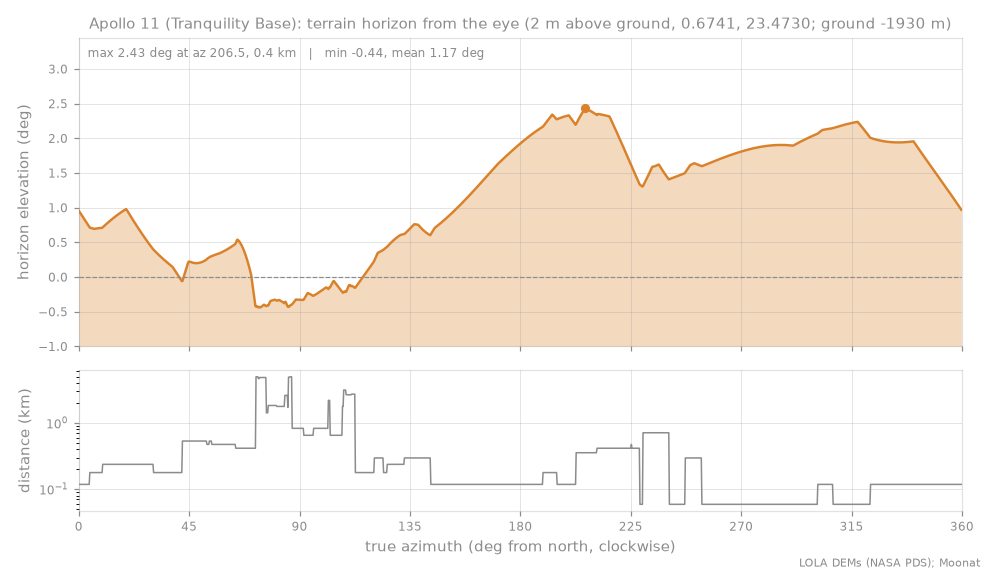 Apollo 11 (Tranquility Base): terrain horizon from the eye (2 m above ground, 0.6741, 23.4730; ground -1930 m)
max 2.43 deg at az 206.5, 0.4 km   |   min -0.44, mean 1.17 deg
horizon elevation (deg)
3.0
2.5
2.0
1.5
1.0
0.5
0.0
−0.5
−1.0
distance (km)
10⁰
10⁻¹
0 45 90 135 180 225 270 315 360
true azimuth (deg from north, clockwise)
LOLA DEMs (NASA PDS); Moonat